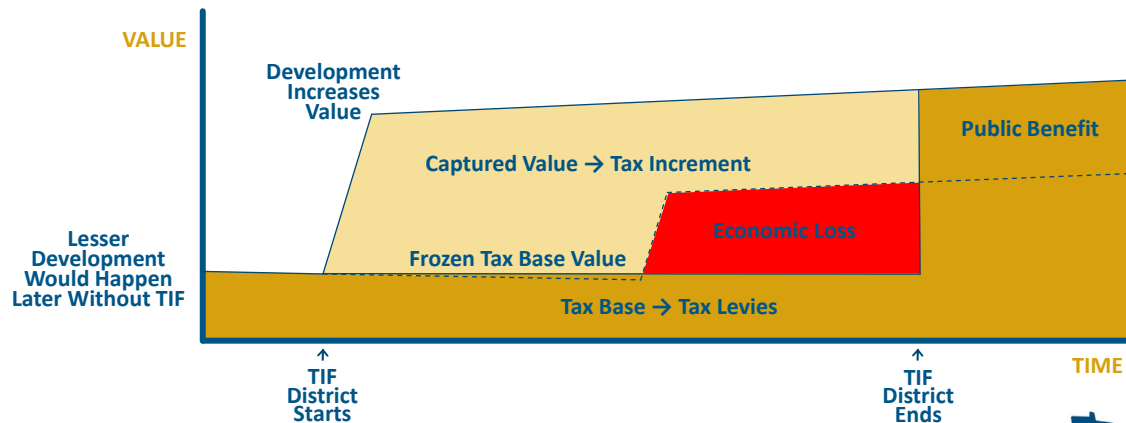 VALUE
Development
Increases
Value
Public Benefit
Captured Value → Tax Increment
Economic Loss
Lesser
Development
Would Happen
Later Without TIF
Frozen Tax Base Value
Tax Base → Tax Levies
TIME
↑
TIF
District
Starts
↑
TIF
District
Ends